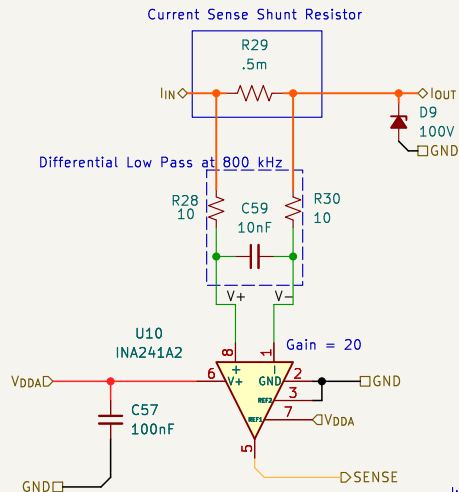 Current Sense Shunt Resistor
R29
.5m
IIN
IOUT
D9
100V
GND
Differential Low Pass at 800 kHz
R28
10
C59
10nF
R30
10
V+
V-
U10
INA241A2
Gain = 20
8
1
+
-
VDDA
6
V+
GND
2
GND
REF2
3
REF1
7
VDDA
C57
100nF
5
SENSE
GND